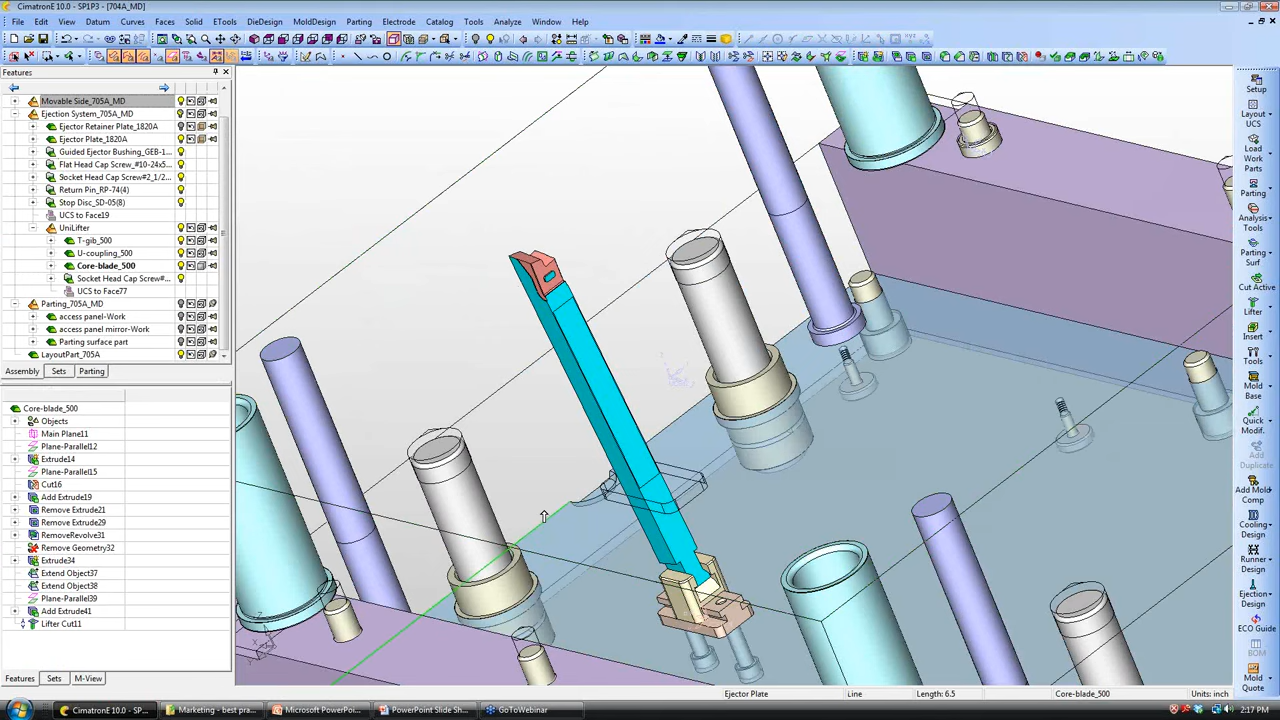 CimatronE 10.0 - SP1P3 - [704A_MD]
File Edit View Datum Curves Faces Solid ETools DieDesign MoldDesign Parting Electrode Catalog Tools Analyze Window Help
Features
Movable Side_705A_MD
Ejection System_705A_MD
Ejector Retainer Plate_1820A
Ejector Plate_1820A
Guided Ejector Bushing_GEB-1...
Flat Head Cap Screw_#10-24x5...
Socket Head Cap Screw#2_1/2...
Return Pin_RP-74(4)
Stop Disc_SD-05(8)
UCS to Face19
UniLifter
T-gib_500
U-coupling_500
Core-blade_500
Socket Head Cap Screw#...
UCS to Face77
Parting_705A_MD
access panel-Work
access panel mirror-Work
Parting surface part
LayoutPart_705A
Assembly Sets Parting
Core-blade_500
Objects
Main Plane11
Plane-Parallel12
Extrude14
Plane-Parallel15
Cut16
Add Extrude19
Remove Extrude21
Remove Extrude29
RemoveRevolve31
Remove Geometry32
Extrude34
Extend Object37
Extend Object38
Plane-Parallel39
Add Extrude41
Lifter Cut11
Features Sets M-View
Setup
Layout UCS
Load Work Parts
Parting
Analysis Tools
Parting Surf
Cut Active
Lifter
Insert
Tools
Mold Base
Quick Modif.
Add Duplicate
Add Mold Comp
Cooling Design
Runner Design
Ejection Design
ECO Guide
BOM
Mold Quote
Ejector Plate Line Length: 6.5 Core-blade_500 Units: inch
CimatronE 10.0 - SP... Marketing - best pra... Microsoft PowerPoi... PowerPoint Slide Sh... GoToWebinar 2:17 PM